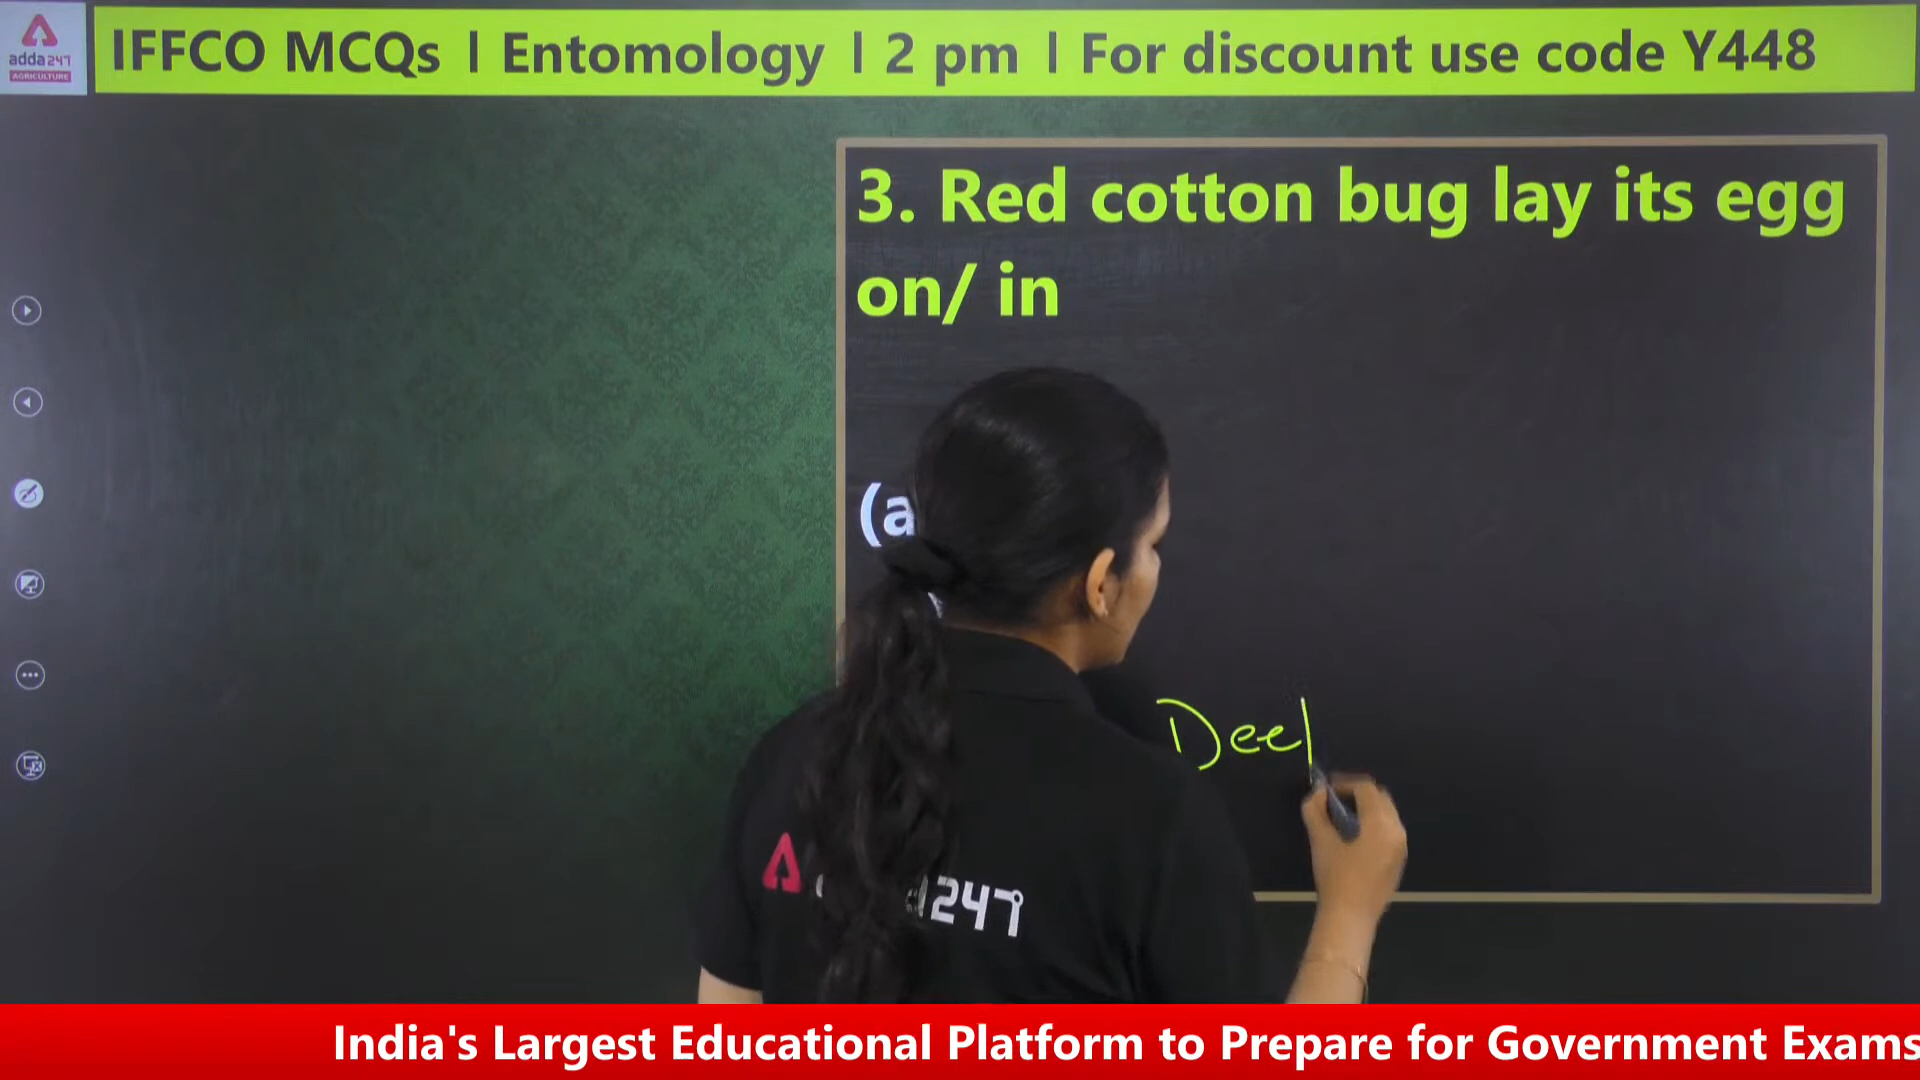 adda247
AGRICULTURE
IFFCO MCQs | Entomology | 2 pm | For discount use code Y448
3. Red cotton bug lay its egg
on/ in
(a
Deel
247
India's Largest Educational Platform to Prepare for Government Exams